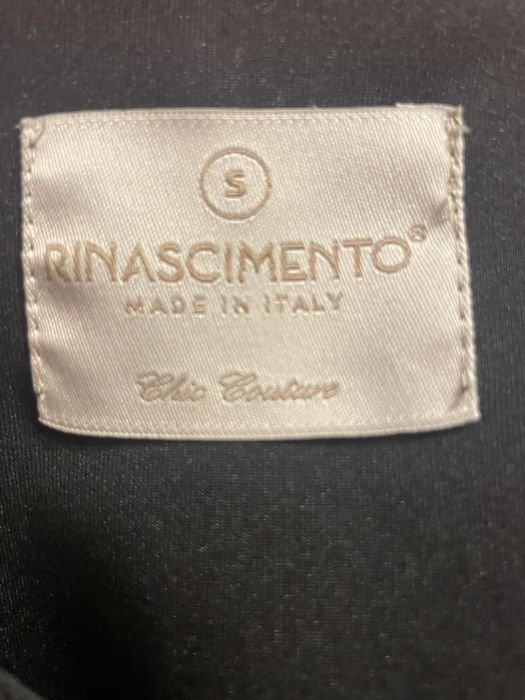 S
RINASCIMENTO®
MADE IN ITALY
Chic Couture